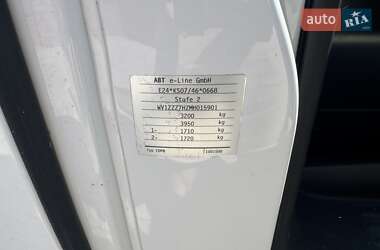 auto RIA.com
ABT e-Line GmbH
E24*KS07/46*0668
Stufe 2
WV1ZZZ7HZMH015901
3200 kg
3950 kg
1- 1710 kg
2- 1720 kg